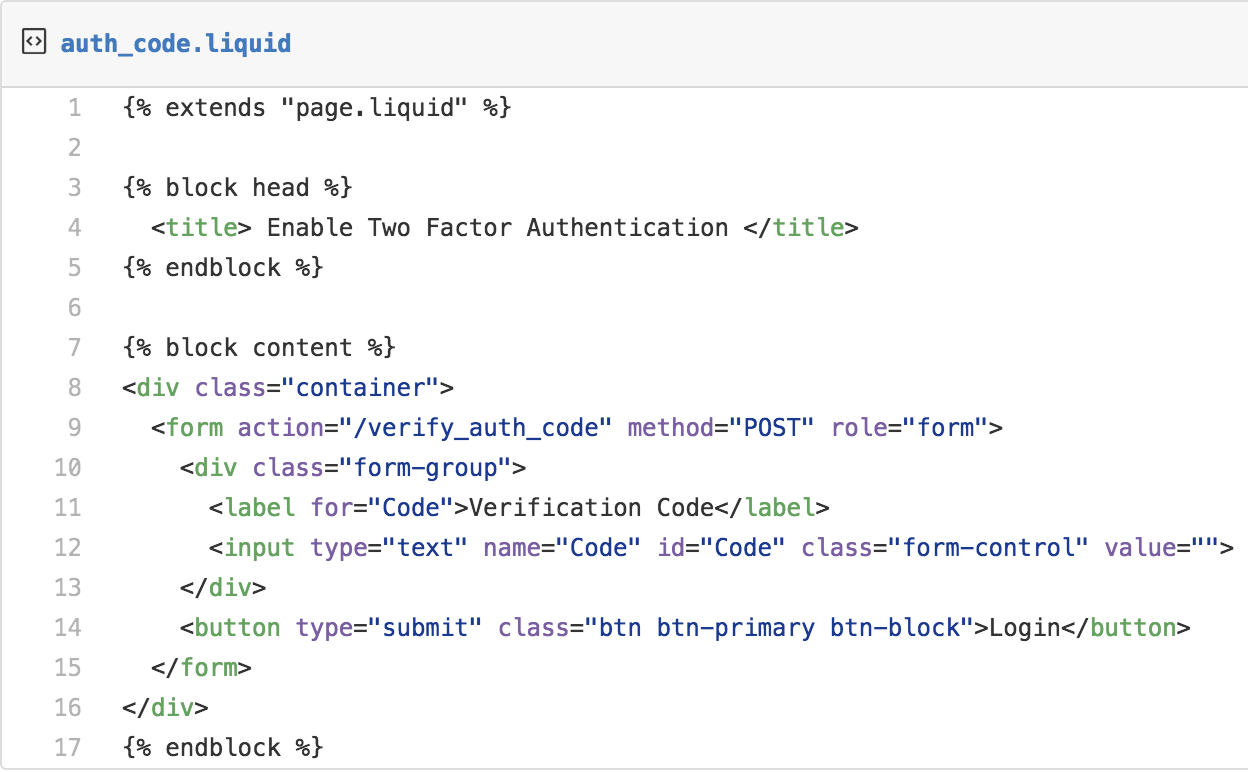 auth_code.liquid
1 {% extends "page.liquid" %}
2
3 {% block head %}
4   <title> Enable Two Factor Authentication </title>
5 {% endblock %}
6
7 {% block content %}
8 <div class="container">
9   <form action="/verify_auth_code" method="POST" role="form">
10     <div class="form-group">
11       <label for="Code">Verification Code</label>
12       <input type="text" name="Code" id="Code" class="form-control" value="">
13     </div>
14     <button type="submit" class="btn btn-primary btn-block">Login</button>
15   </form>
16 </div>
17 {% endblock %}